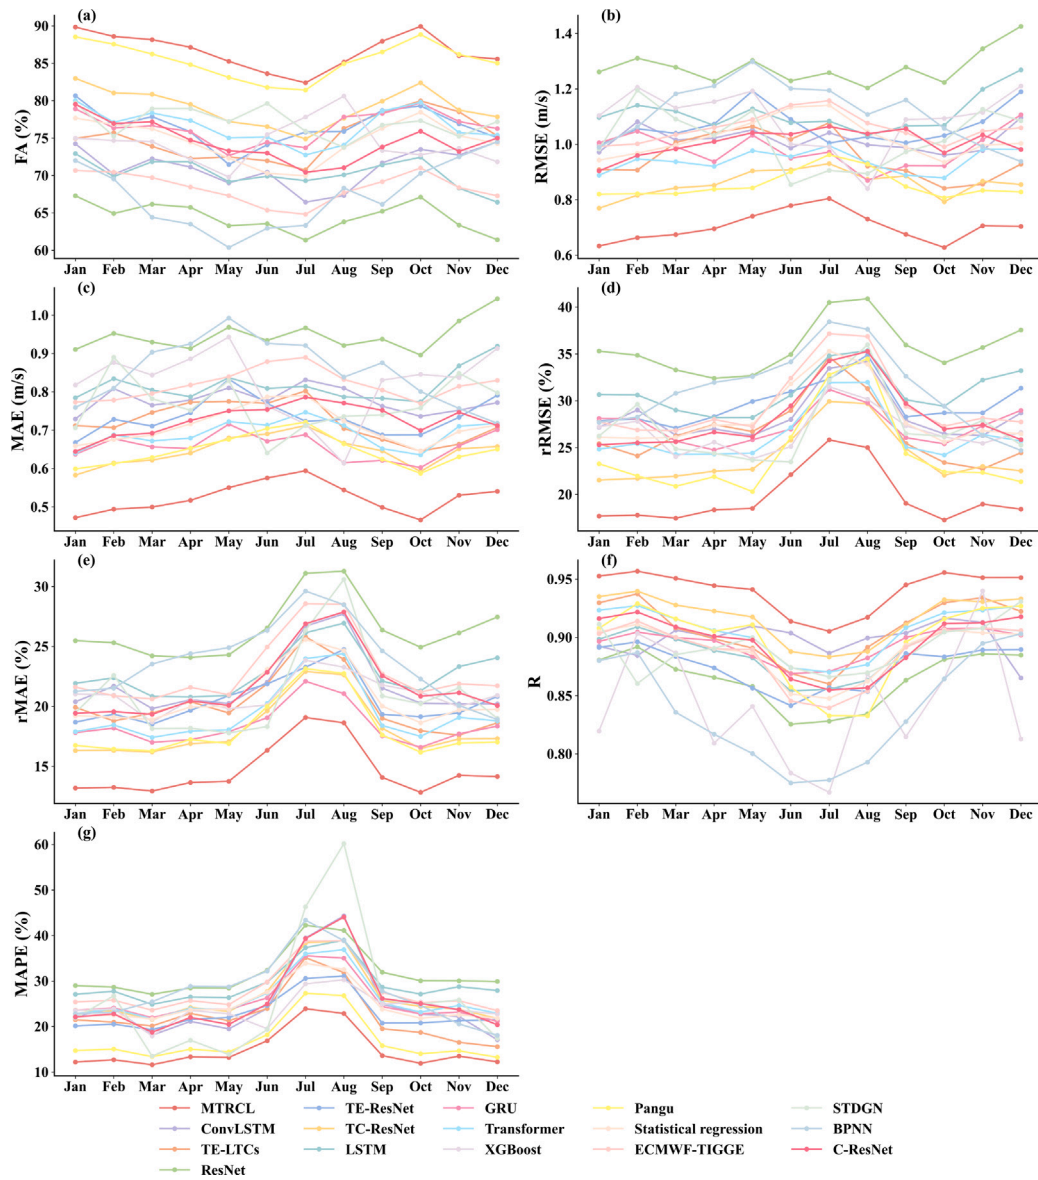 (a) (b)
FA (%)
90
85
80
75
70
65
60
Jan Feb Mar Apr May Jun Jul Aug Sep Oct Nov Dec
RMSE (m/s)
1.4
1.2
1.0
0.8
0.6
Jan Feb Mar Apr May Jun Jul Aug Sep Oct Nov Dec
(c) (d)
MAE (m/s)
1.0
0.9
0.8
0.7
0.6
0.5
Jan Feb Mar Apr May Jun Jul Aug Sep Oct Nov Dec
rRMSE (%)
40
35
30
25
20
Jan Feb Mar Apr May Jun Jul Aug Sep Oct Nov Dec
(e) (f)
rMAE (%)
30
25
20
15
Jan Feb Mar Apr May Jun Jul Aug Sep Oct Nov Dec
R
0.95
0.90
0.85
0.80
Jan Feb Mar Apr May Jun Jul Aug Sep Oct Nov Dec
(g)
MAPE (%)
60
50
40
30
20
10
Jan Feb Mar Apr May Jun Jul Aug Sep Oct Nov Dec
MTRCL TE-ResNet GRU Pangu STDGN
ConvLSTM TC-ResNet Transformer Statistical regression BPNN
TE-LTCs LSTM XGBoost ECMWF-TIGGE C-ResNet
ResNet